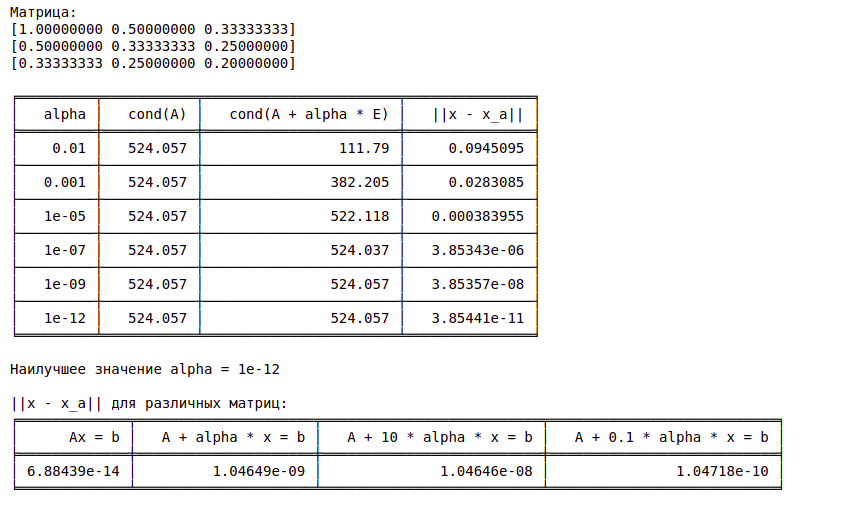 Матрица:
[1.00000000 0.50000000 0.33333333]
[0.50000000 0.33333333 0.25000000]
[0.33333333 0.25000000 0.20000000]
alpha cond(A) cond(A + alpha * E) ||x - x_a||
0.01 524.057 111.79 0.0945095
0.001 524.057 382.205 0.0283085
1e-05 524.057 522.118 0.000383955
1e-07 524.057 524.037 3.85343e-06
1e-09 524.057 524.057 3.85357e-08
1e-12 524.057 524.057 3.85441e-11
Наилучшее значение alpha = 1e-12
||x - x_a|| для различных матриц:
Ax = b A + alpha * x = b A + 10 * alpha * x = b A + 0.1 * alpha * x = b
6.88439e-14 1.04649e-09 1.04646e-08 1.04718e-10